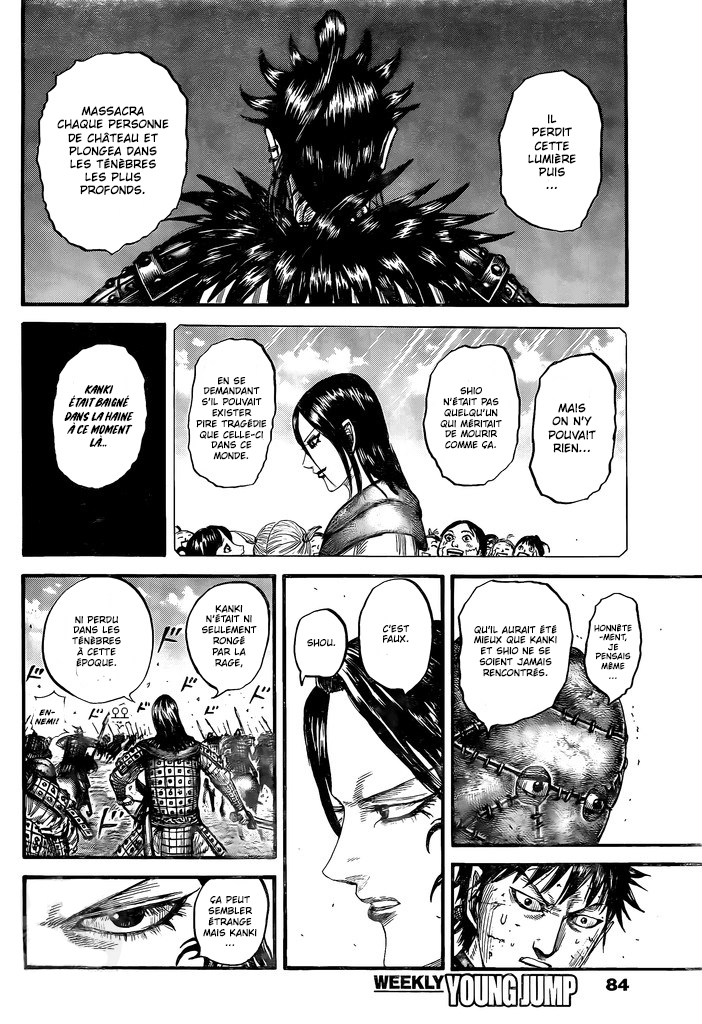 IL
PERDIT
CETTE
LUMIÈRE
PUIS
...
MASSACRA
CHAQUE PERSONNE
DE CHÂTEAU ET
PLONGEA DANS
LES TÉNÈBRES
LES PLUS
PROFONDS.
MAIS
ON N'Y
POUVAIT
RIEN...
SHIO
N'ÉTAIT PAS
QUELQU'UN
QUI MÉRITAIT
DE MOURIR
COMME ÇA.
EN SE
DEMANDANT
S'IL POUVAIT
EXISTER
PIRE TRAGÉDIE
QUE CELLE-CI
DANS CE
MONDE.
KANKI
ÉTAIT BAIGNÉ
DANS LA HAINE
À CE MOMENT
LÀ...
HONNÈTE
-MENT,
JE
PENSAIS
MÊME
...
QU'IL AURAIT ÉTÉ
MIEUX QUE KANKI
ET SHIO NE SE
SOIENT JAMAIS
RENCONTRÉS.
C'EST
FAUX.
SHOU.
KANKI
N'ÉTAIT NI
SEULEMENT
RONGÉ
PAR LA
RAGE,
NI PERDU
DANS LES
TÉNÈBRES
À CETTE
ÉPOQUE.
EN-
NEMI!
ドド
ドド
ÇA PEUT
SEMBLER
ÉTRANGE
MAIS KANKI
...
WEEKLY YOUNG JUMP 84